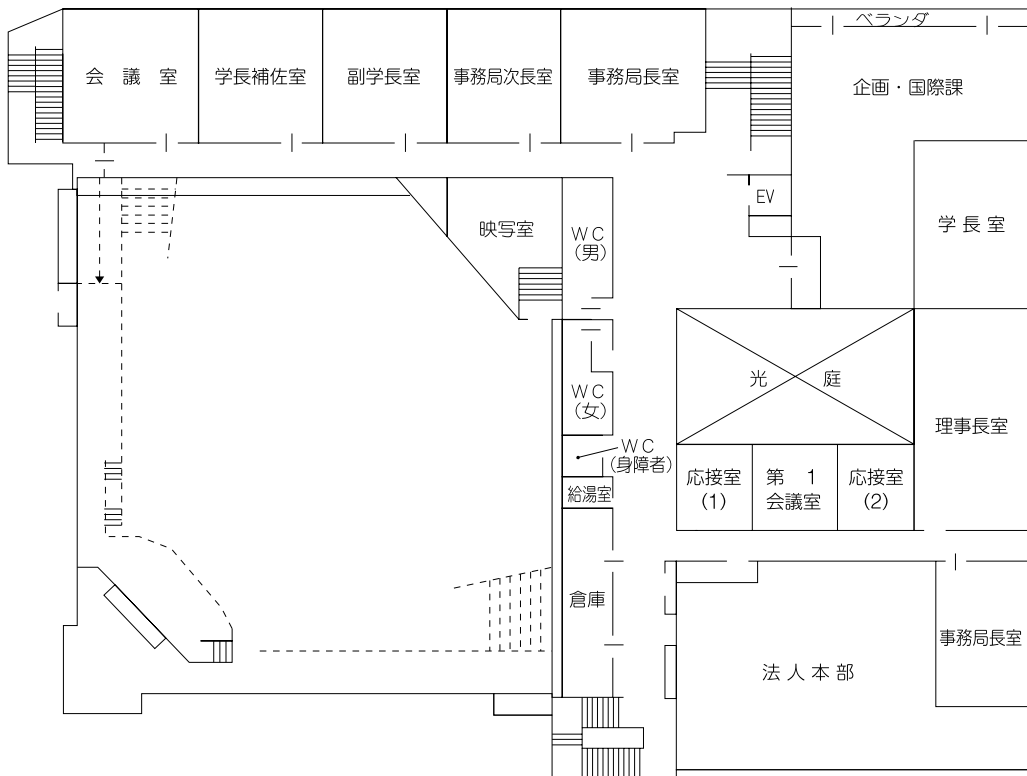 ベランダ
会議室
学長補佐室
副学長室
事務局次長室
事務局長室
企画・国際課
EV
学長室
映写室
WC
(男)
光庭
WC
(女)
理事長室
WC
(身障者)
給湯室
応接室
(1)
第1
会議室
応接室
(2)
倉庫
事務局長室
法人本部